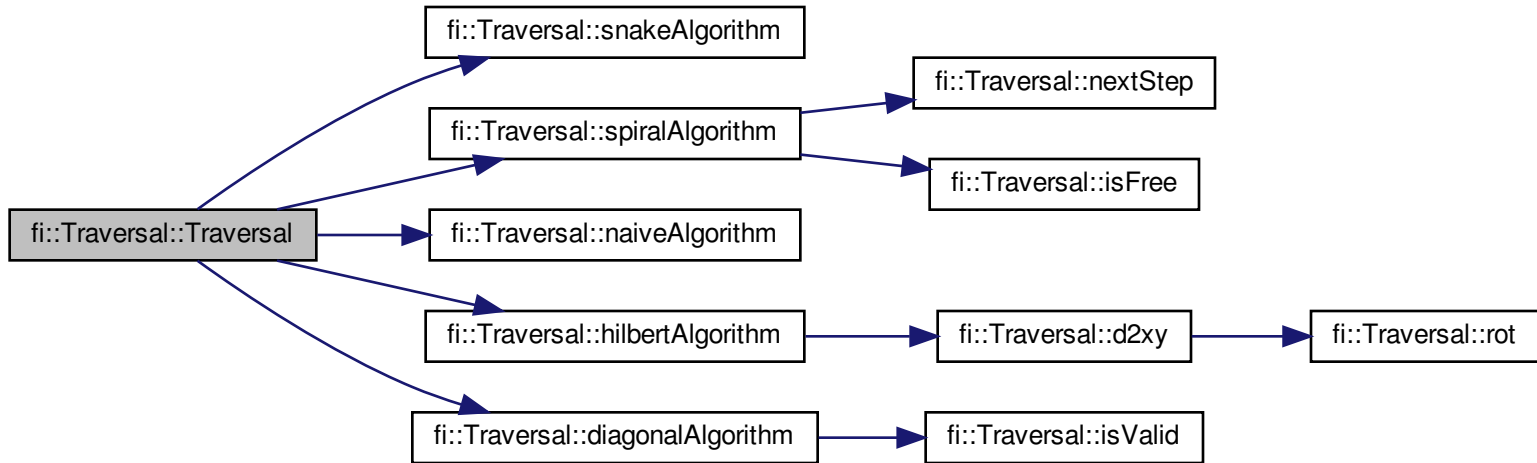 fi::Traversal::snakeAlgorithm
fi::Traversal::nextStep
fi::Traversal::spiralAlgorithm
fi::Traversal::isFree
fi::Traversal::Traversal
fi::Traversal::naiveAlgorithm
fi::Traversal::hilbertAlgorithm
fi::Traversal::d2xy
fi::Traversal::rot
fi::Traversal::diagonalAlgorithm
fi::Traversal::isValid